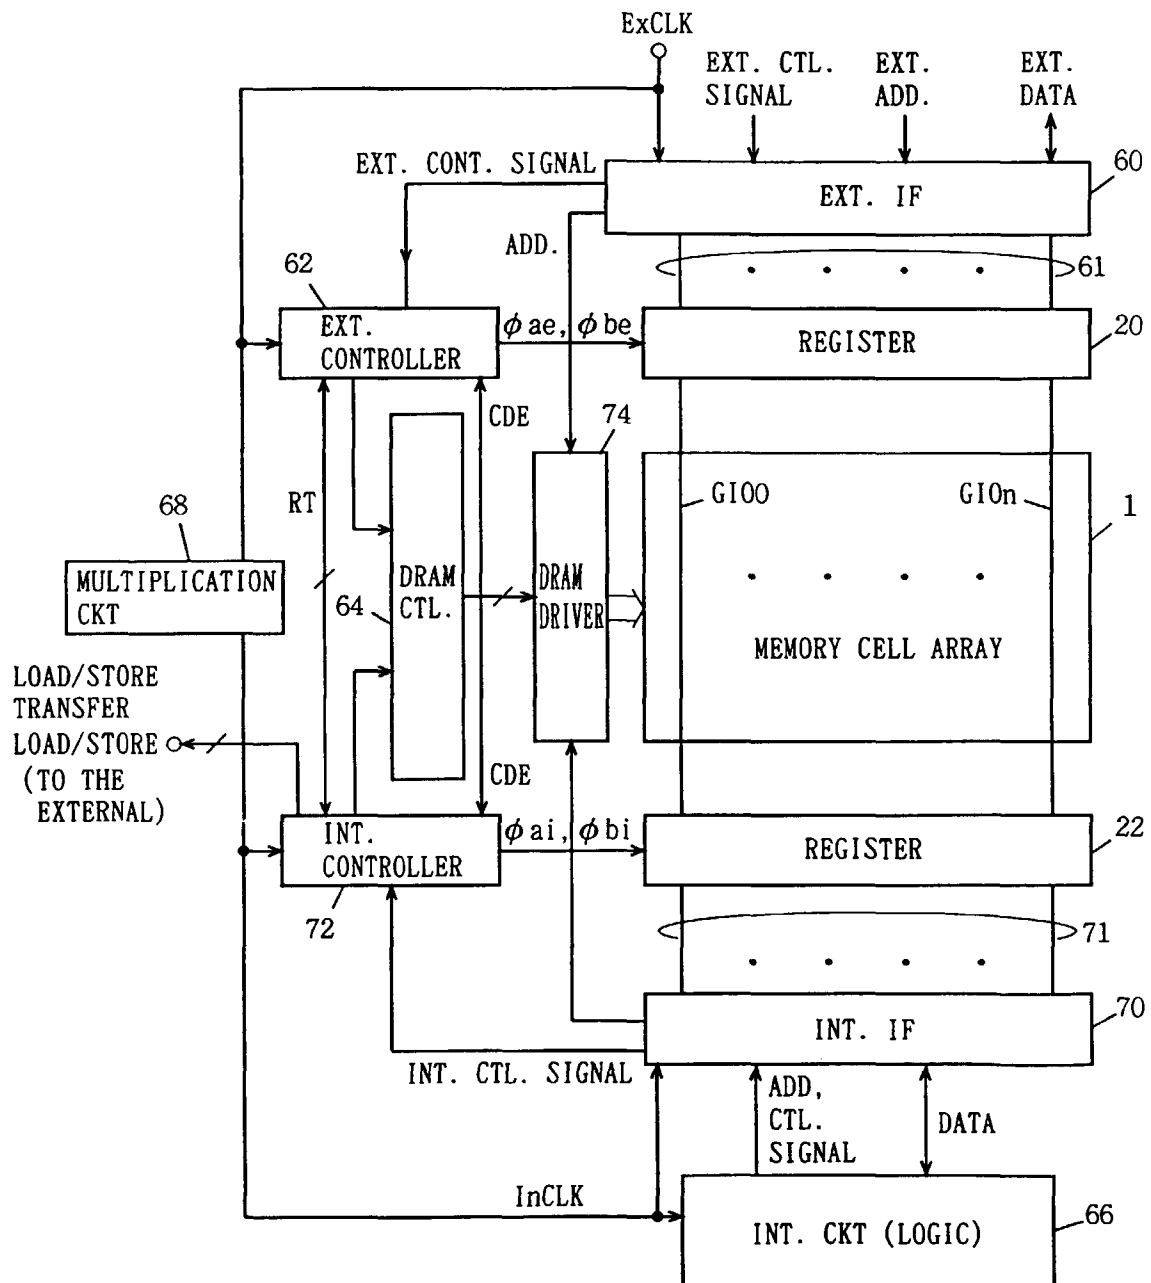 ExCLK
EXT. CTL.
SIGNAL
EXT.
ADD.
EXT.
DATA
EXT. CONT. SIGNAL
60
EXT. IF
ADD.
62
61
EXT.
CONTROLLER
φae, φbe
20
REGISTER
CDE
74
RT
GIO0
GIOn
1
68
MULTIPLICATION
CKT
64
DRAM
CTL.
DRAM
DRIVER
MEMORY CELL ARRAY
LOAD/STORE
TRANSFER
LOAD/STORE
(TO THE
EXTERNAL)
CDE
INT.
CONTROLLER
φai, φbi
22
REGISTER
72
71
70
INT. IF
INT. CTL. SIGNAL
ADD,
CTL.
SIGNAL
DATA
InCLK
66
INT. CKT (LOGIC)